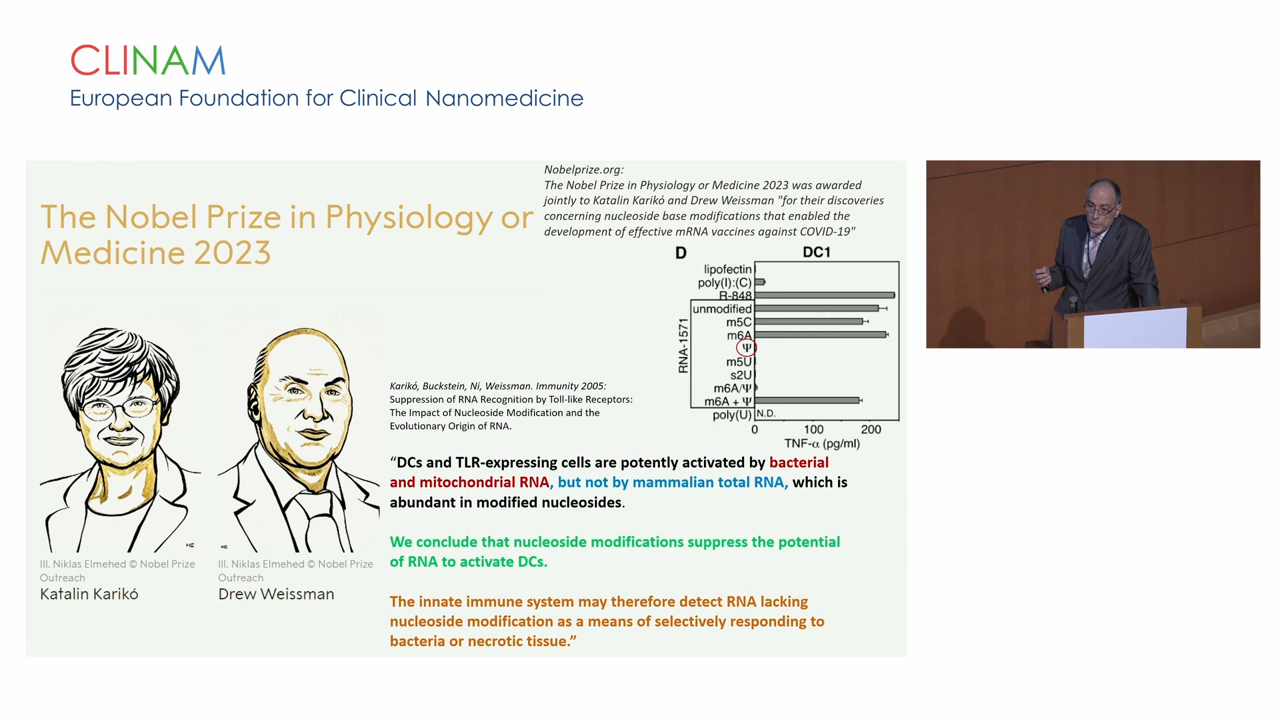 CLINAM
European Foundation for Clinical Nanomedicine
The Nobel Prize in Physiology or
Medicine 2023
Nobelprize.org:
The Nobel Prize in Physiology or Medicine 2023 was awarded
jointly to Katalin Karikó and Drew Weissman "for their discoveries
concerning nucleoside base modifications that enabled the
development of effective mRNA vaccines against COVID-19"
D
DC1
lipofectin
poly(I):(C)
R-848
RNA-1571
unmodified
m5C
m6A
Ψ
m5U
s2U
m6A/Ψ
m6A + Ψ
poly(U)
N.D.
0 100 200
TNF-α (pg/ml)
Karikó, Buckstein, Ni, Weissman. Immunity 2005:
Suppression of RNA Recognition by Toll-like Receptors:
The Impact of Nucleoside Modification and the
Evolutionary Origin of RNA.
“DCs and TLR-expressing cells are potently activated by bacterial
and mitochondrial RNA, but not by mammalian total RNA, which is
abundant in modified nucleosides.
We conclude that nucleoside modifications suppress the potential
of RNA to activate DCs.
The innate immune system may therefore detect RNA lacking
nucleoside modification as a means of selectively responding to
bacteria or necrotic tissue.”
Ill. Niklas Elmehed © Nobel Prize
Outreach
Katalin Karikó
Ill. Niklas Elmehed © Nobel Prize
Outreach
Drew Weissman